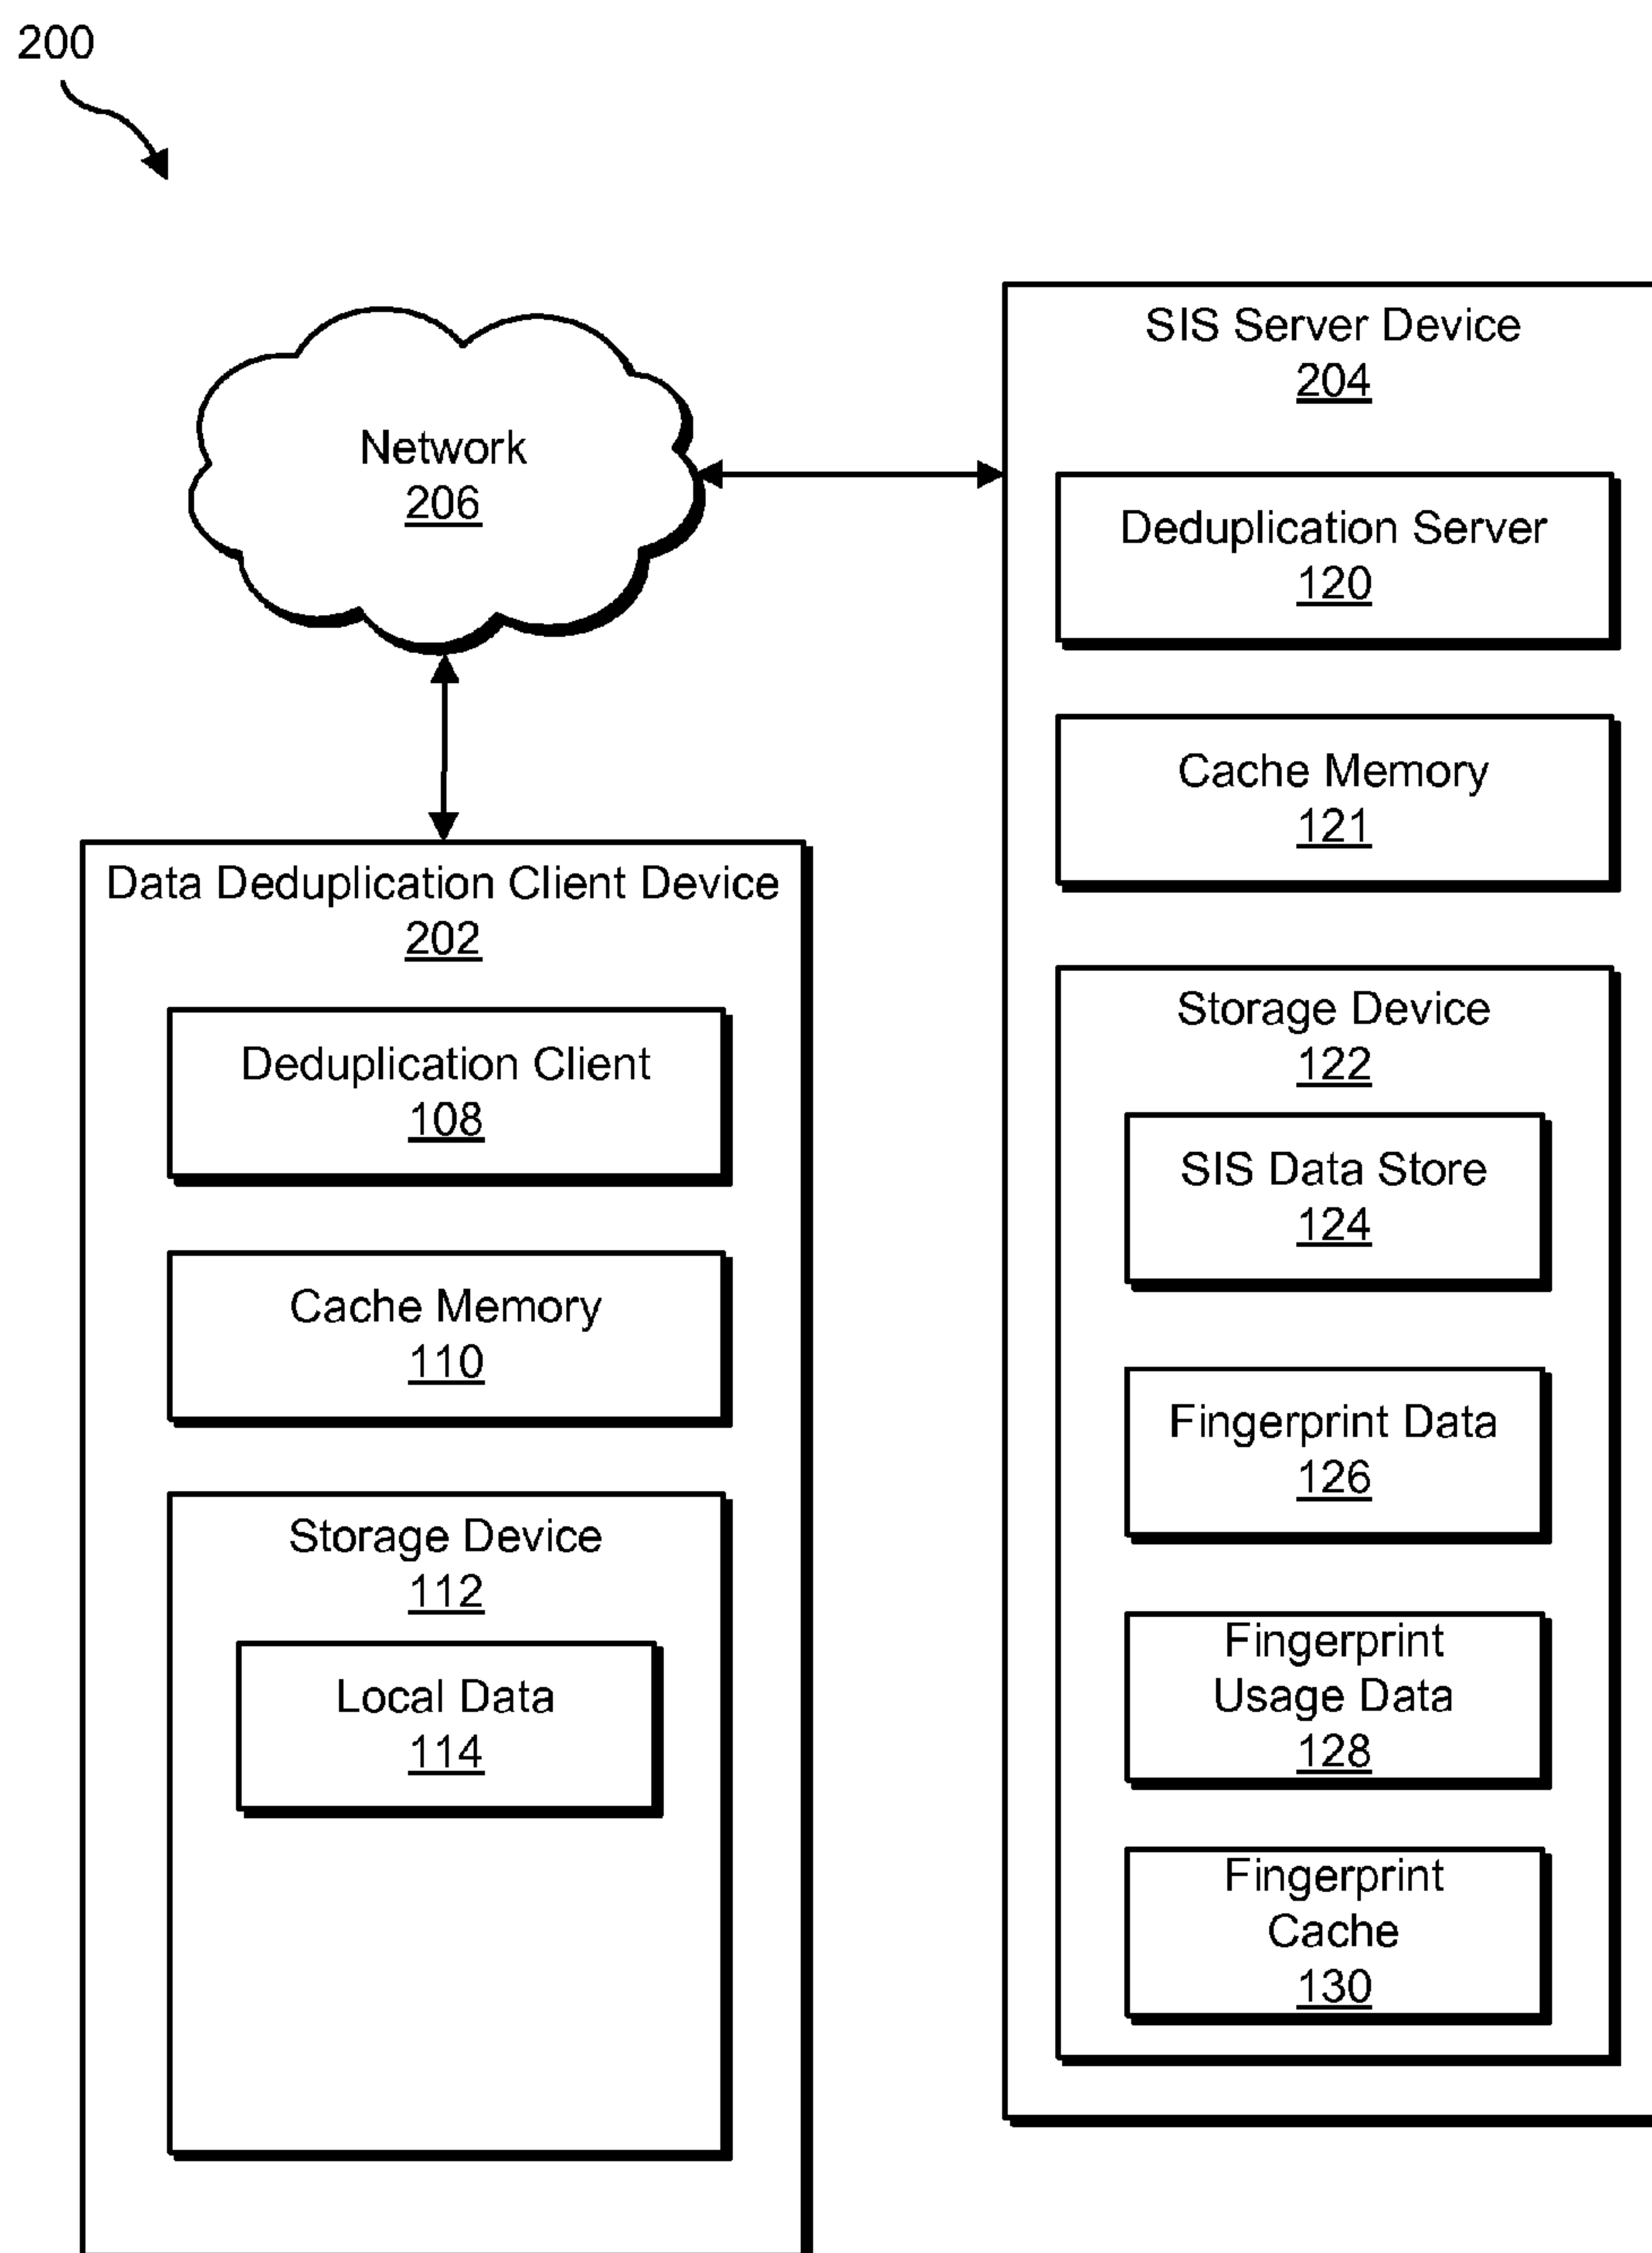 200
Network
206
SIS Server Device
204
Deduplication Server
120
Cache Memory
121
Storage Device
122
SIS Data Store
124
Fingerprint Data
126
Fingerprint
Usage Data
128
Fingerprint
Cache
130
Data Deduplication Client Device
202
Deduplication Client
108
Cache Memory
110
Storage Device
112
Local Data
114